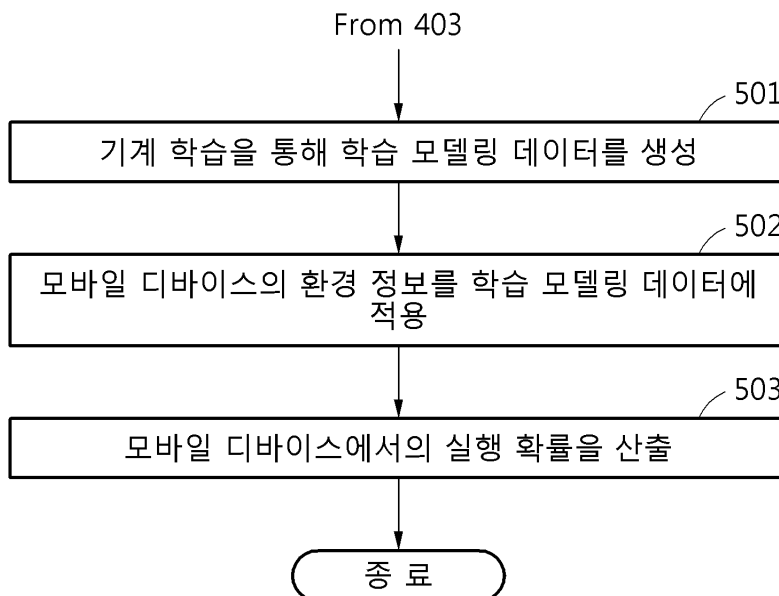 From 403
501
기계 학습을 통해 학습 모델링 데이터를 생성
502
모바일 디바이스의 환경 정보를 학습 모델링 데이터에
적용
503
모바일 디바이스에서의 실행 확률을 산출
종 료